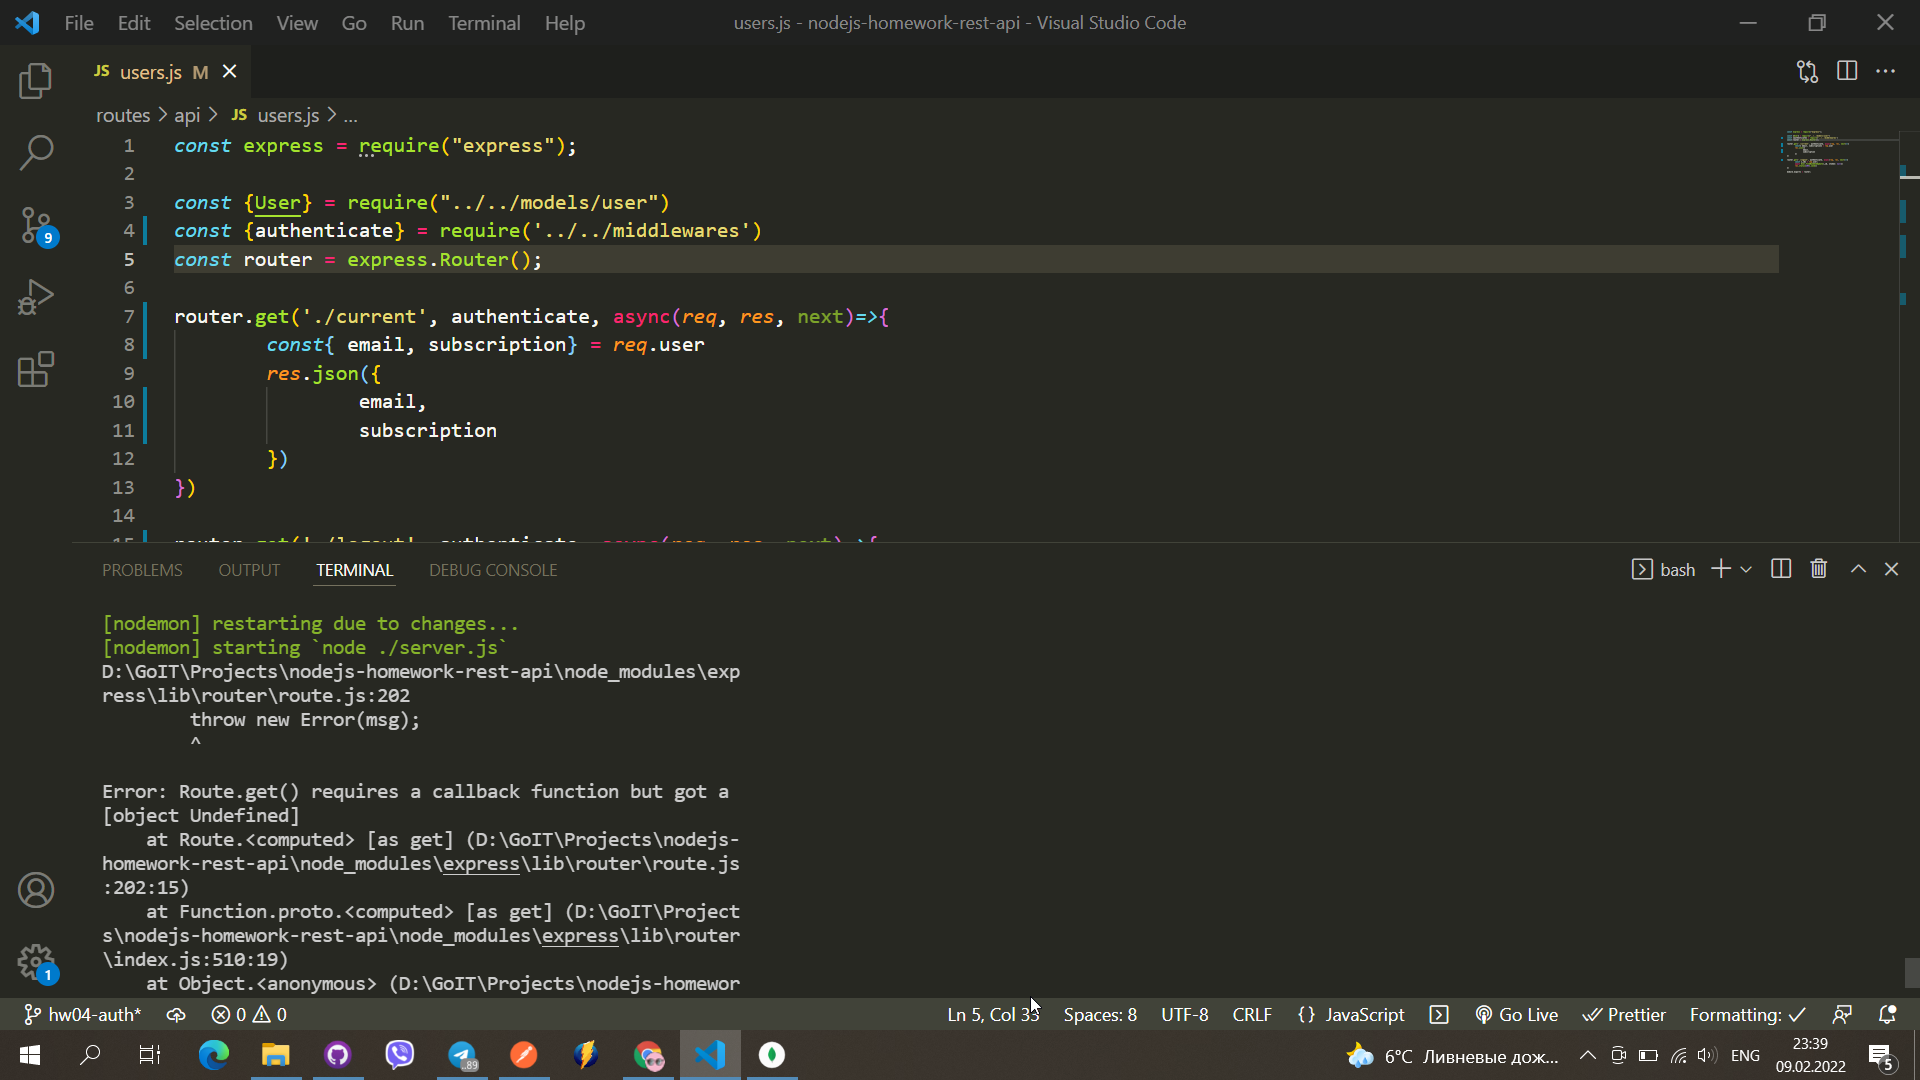 File Edit Selection View Go Run Terminal Help
users.js - nodejs-homework-rest-api - Visual Studio Code
JS users.js M
routes > api > JS users.js > ...
1 const express = require("express");
2
3 const {User} = require("../../models/user")
4 const {authenticate} = require('../../middlewares')
5 const router = express.Router();
6
7 router.get('./current', authenticate, async(req, res, next)=>{
8 const{ email, subscription} = req.user
9 res.json({
10 email,
11 subscription
12 })
13 })
14
15 router.get('./logout', authenticate, async(req, res, next)=>{
9
PROBLEMS OUTPUT TERMINAL DEBUG CONSOLE
bash
[nodemon] restarting due to changes...
[nodemon] starting `node ./server.js`
D:\GoIT\Projects\nodejs-homework-rest-api\node_modules\exp
ress\lib\router\route.js:202
throw new Error(msg);
^
Error: Route.get() requires a callback function but got a
[object Undefined]
at Route.<computed> [as get] (D:\GoIT\Projects\nodejs-
homework-rest-api\node_modules\express\lib\router\route.js
:202:15)
at Function.proto.<computed> [as get] (D:\GoIT\Project
s\nodejs-homework-rest-api\node_modules\express\lib\router
\index.js:510:19)
at Object.<anonymous> (D:\GoIT\Projects\nodejs-homewor
1
hw04-auth* 0 0
Ln 5, Col 33 Spaces: 8 UTF-8 CRLF {} JavaScript Go Live Prettier Formatting: ✓
..89
6°C Ливневые дож... ENG
23:39
09.02.2022
5